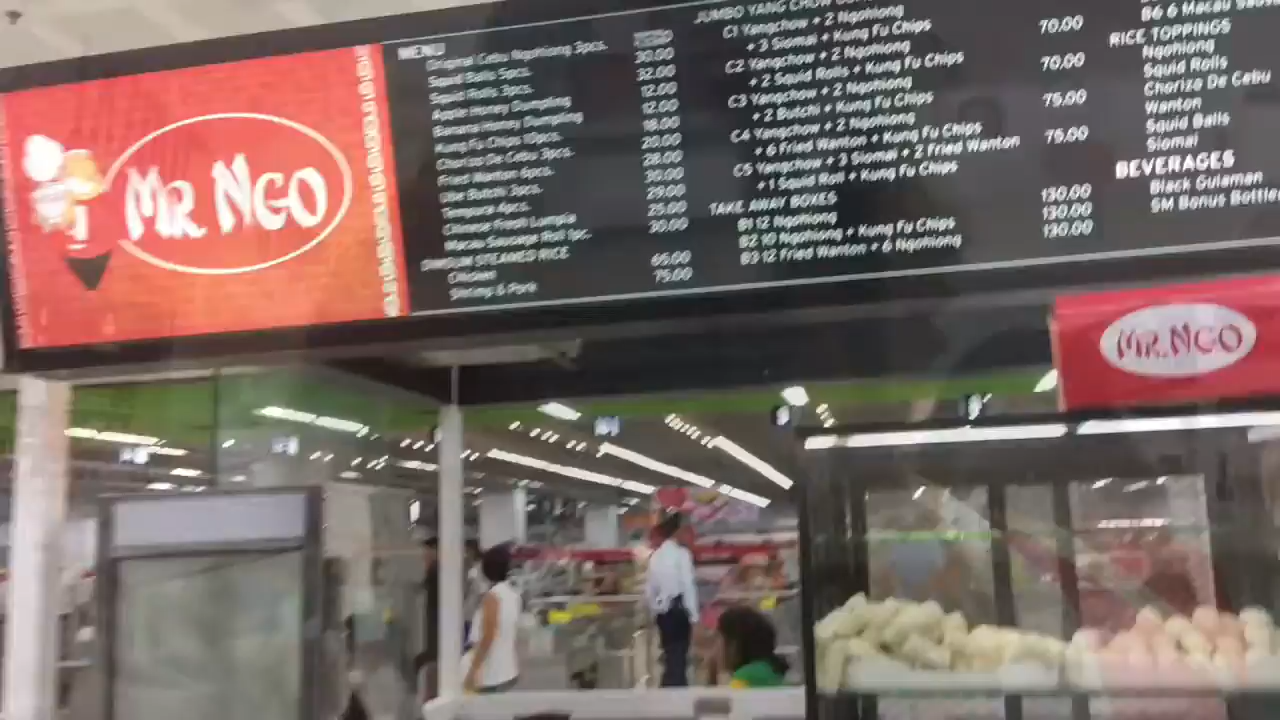 MR NGO
MENU
Original Cebu Ngohiong 3pcs. 30.00
Squid Balls 5pcs. 32.00
Squid Rolls 3pcs. 12.00
Apple Honey Dumpling 12.00
Banana Honey Dumpling 18.00
Kung Fu Chips 10pcs. 20.00
Chorizo De Cebu 3pcs. 28.00
Fried Wanton 6pcs. 30.00
Ube Butchi 3pcs. 29.00
Tempura 4pcs. 25.00
Chinese Fresh Lumpia 30.00
Macau Sausage Roll 1pc.
STEAMED RICE
Chicken 65.00
Shrimp & Pork 75.00
JUMBO YANG CHOW
C1 Yangchow + 2 Ngohiong
+ 3 Siomai + Kung Fu Chips 70.00
C2 Yangchow + 2 Ngohiong
+ 2 Squid Rolls + Kung Fu Chips 70.00
C3 Yangchow + 2 Ngohiong
+ 2 Butchi + Kung Fu Chips 75.00
C4 Yangchow + 2 Ngohiong
+ 6 Fried Wanton + Kung Fu Chips 75.00
C5 Yangchow + 3 Siomai + 2 Fried Wanton
+ 1 Squid Roll + Kung Fu Chips
TAKE AWAY BOXES
B1 12 Ngohiong 130.00
B2 10 Ngohiong + Kung Fu Chips 130.00
B3 12 Fried Wanton + 6 Ngohiong 130.00
B6 6 Macau
RICE TOPPINGS
Ngohiong
Squid Rolls
Chorizo De Cebu
Wanton
Squid Balls
Siomai
BEVERAGES
Black Gulaman
SM Bonus Bottle
MR.NGO